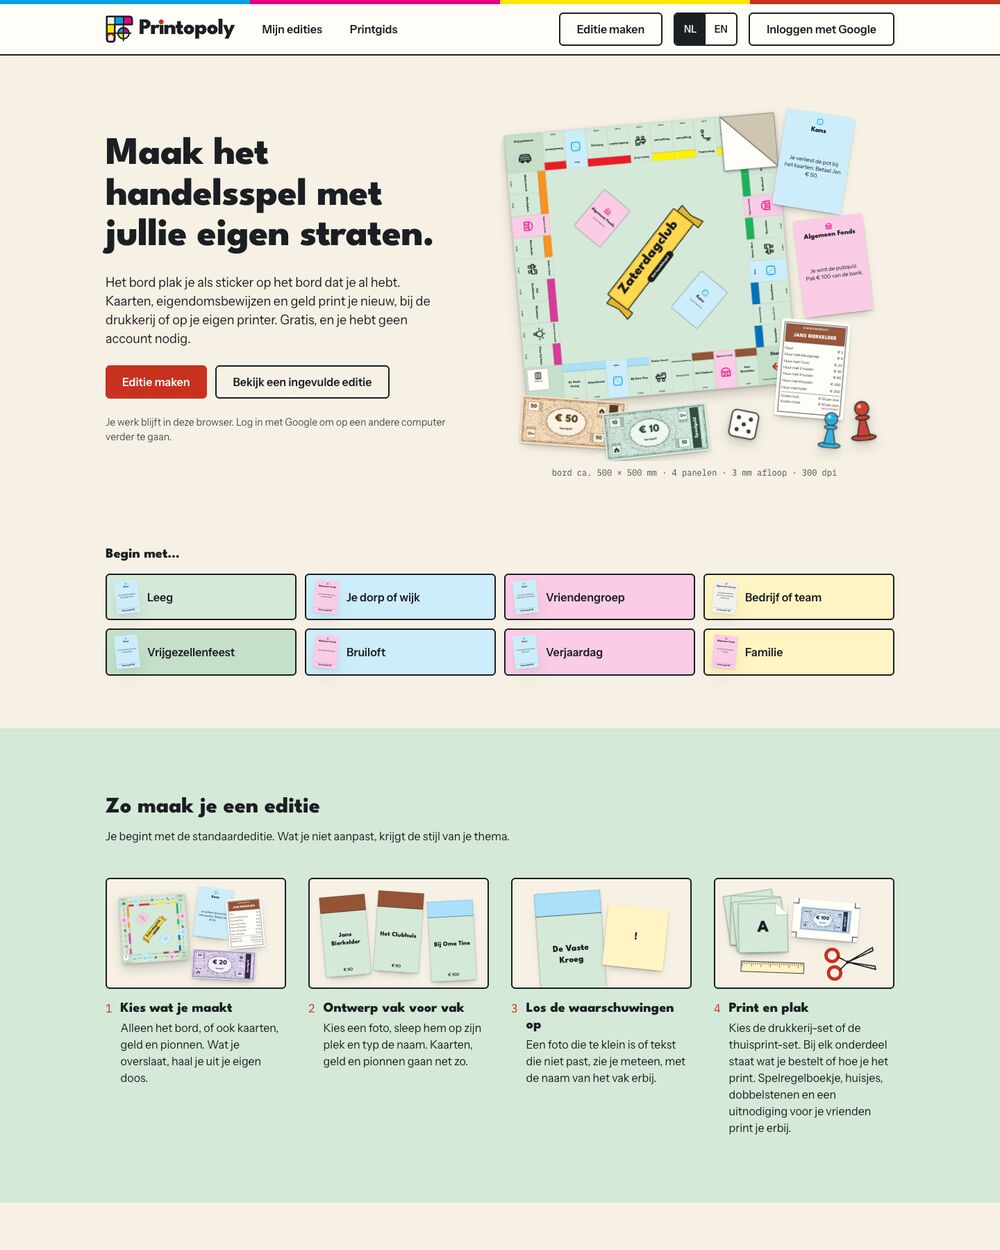 Printopoly
Mijn edities
Printgids
Editie maken
NL
EN
Inloggen met Google
Maak het
handelsspel met
jullie eigen straten.
Het bord plak je als sticker op het bord dat je al hebt.
Kaarten, eigendomsbewijzen en geld print je nieuw, bij de
drukkerij of op je eigen printer. Gratis, en je hebt geen
account nodig.
Editie maken
Bekijk een ingevulde editie
Je werk blijft in deze browser. Log in met Google om op een andere computer
verder te gaan.
Zaterdagclub
Algemeen Fonds
Kans
Kans
Je verliest de pot bij
het kaarten. Betaal Jan
€ 50.
Algemeen Fonds
Je wint de pubquiz.
Pak € 100 van de bank.
JANS BIERKELDER
50
€ 50
10
€ 10
10
bord ca. 500 × 500 mm · 4 panelen · 3 mm afloop · 300 dpi
Begin met...
Leeg
Je dorp of wijk
Vriendengroep
Bedrijf of team
Vrijgezellenfeest
Bruiloft
Verjaardag
Familie
Zo maak je een editie
Je begint met de standaardeditie. Wat je niet aanpast, krijgt de stijl van je thema.
Kans
€ 20
Jans
Bierkelder
€ 60
Het Clubhuis
€ 60
Bij Oma Tine
€ 100
De Vaste
Kroeg
!
A
€ 100
1 Kies wat je maakt
Alleen het bord, of ook kaarten,
geld en pionnen. Wat je
overslaat, haal je uit je eigen
doos.
2 Ontwerp vak voor vak
Kies een foto, sleep hem op zijn
plek en typ de naam. Kaarten,
geld en pionnen gaan net zo.
3 Los de waarschuwingen
op
Een foto die te klein is of tekst
die niet past, zie je meteen, met
de naam van het vak erbij.
4 Print en plak
Kies de drukkerij-set of de
thuisprint-set. Bij elk onderdeel
staat wat je bestelt of hoe je het
print. Spelregelboekje, huisjes,
dobbelstenen en een
uitnodiging voor je vrienden
print je erbij.